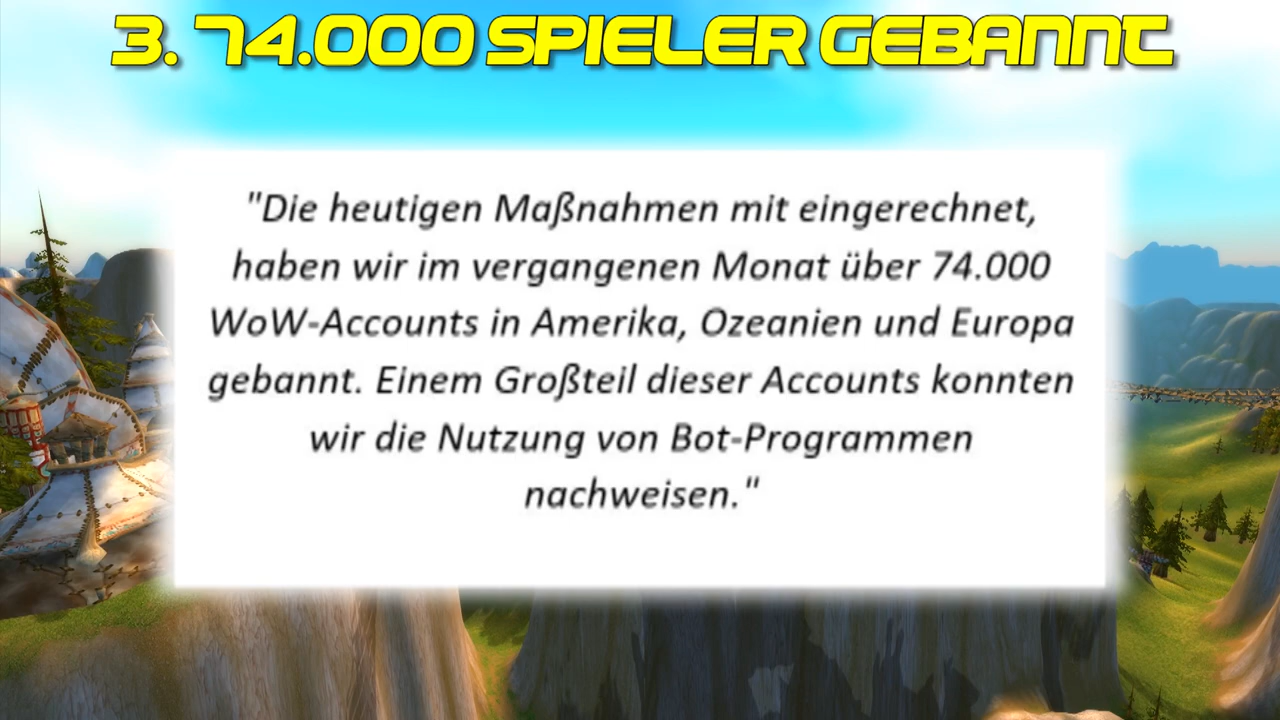 3. 74.000 SPIELER GEBANNT
"Die heutigen Maßnahmen mit eingerechnet,
haben wir im vergangenen Monat über 74.000
WoW-Accounts in Amerika, Ozeanien und Europa
gebannt. Einem Großteil dieser Accounts konnten
wir die Nutzung von Bot-Programmen
nachweisen."